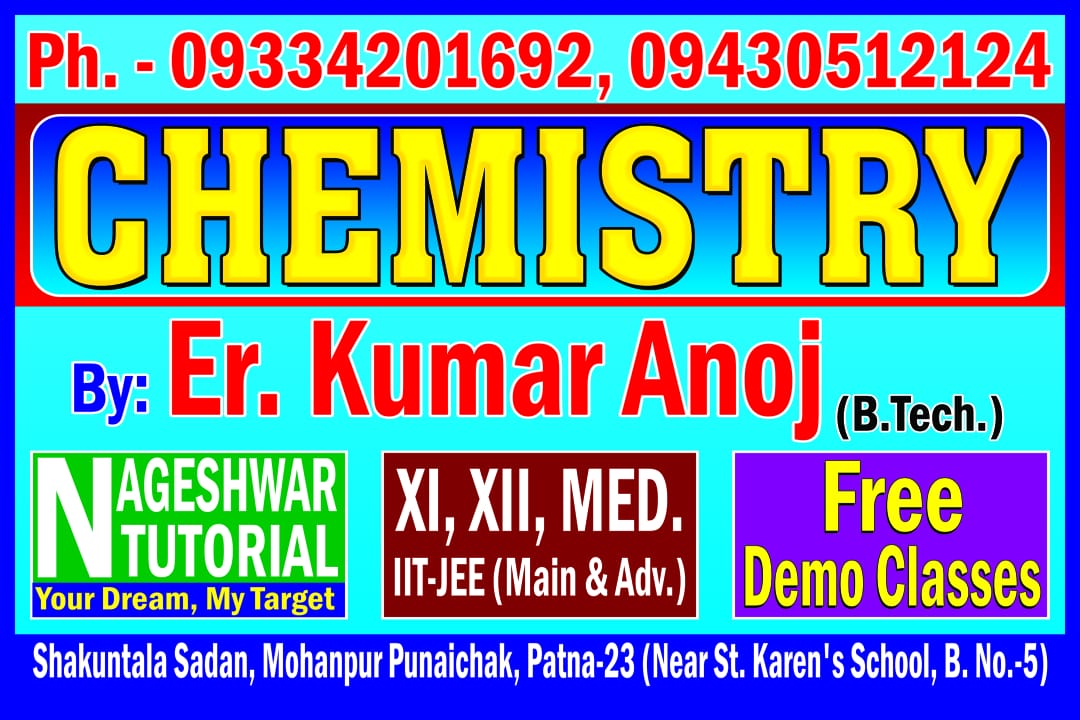 Ph. - 09334201692, 09430512124
CHEMISTRY
By: Er. Kumar Anoj (B.Tech.)
NAGESHWAR
TUTORIAL
Your Dream, My Target
XI, XII, MED.
IIT-JEE (Main & Adv.)
Free
Demo Classes
Shakuntala Sadan, Mohanpur Punaichak, Patna-23 (Near St. Karen's School, B. No.-5)